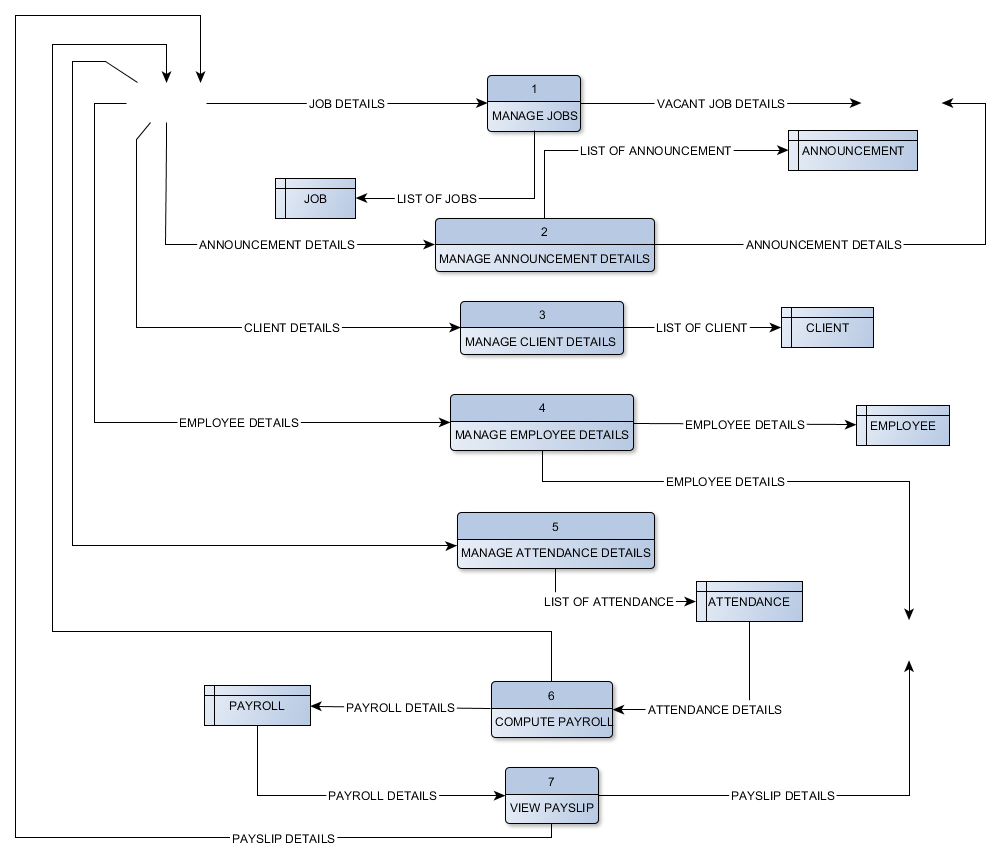 1
JOB DETAILS
VACANT JOB DETAILS
MANAGE JOBS
LIST OF ANNOUNCEMENT
ANNOUNCEMENT
JOB
LIST OF JOBS
2
ANNOUNCEMENT DETAILS
ANNOUNCEMENT DETAILS
MANAGE ANNOUNCEMENT DETAILS
3
CLIENT DETAILS
LIST OF CLIENT
CLIENT
MANAGE CLIENT DETAILS
4
EMPLOYEE DETAILS
EMPLOYEE DETAILS
EMPLOYEE
MANAGE EMPLOYEE DETAILS
EMPLOYEE DETAILS
5
MANAGE ATTENDANCE DETAILS
LIST OF ATTENDANCE
ATTENDANCE
6
PAYROLL
PAYROLL DETAILS
ATTENDANCE DETAILS
COMPUTE PAYROLL
7
PAYROLL DETAILS
PAYSLIP DETAILS
VIEW PAYSLIP
PAYSLIP DETAILS